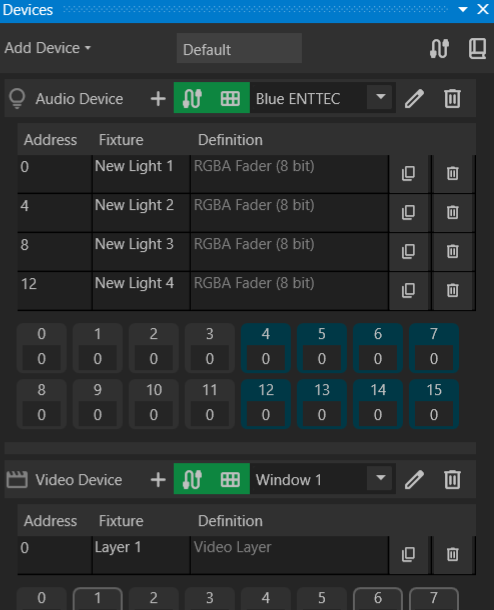 Devices
Add Device Default
Audio Device Blue ENTTEC
Address Fixture Definition
0 New Light 1 RGBA Fader (8 bit)
4 New Light 2 RGBA Fader (8 bit)
8 New Light 3 RGBA Fader (8 bit)
12 New Light 4 RGBA Fader (8 bit)
0 1 2 3 4 5 6 7
0 0 0 0 0 0 0 0
8 9 10 11 12 13 14 15
0 0 0 0 0 0 0 0
Video Device Window 1
Address Fixture Definition
0 Layer 1 Video Layer
0 1 2 3 4 5 6 7